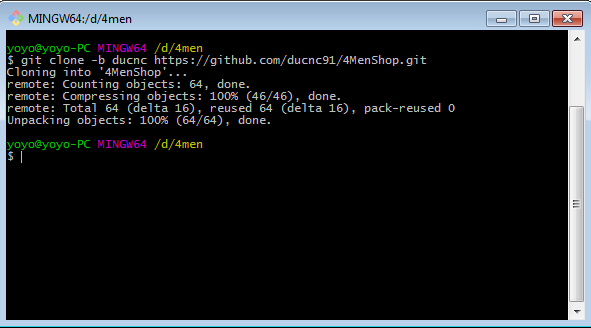 MINGW64:/d/4men
yoyo@yoyo-PC MINGW64 /d/4men
$ git clone -b ducnc https://github.com/ducnc91/4MenShop.git
Cloning into '4MenShop'...
remote: Counting objects: 64, done.
remote: Compressing objects: 100% (46/46), done.
remote: Total 64 (delta 16), reused 64 (delta 16), pack-reused 0
Unpacking objects: 100% (64/64), done.
yoyo@yoyo-PC MINGW64 /d/4men
$